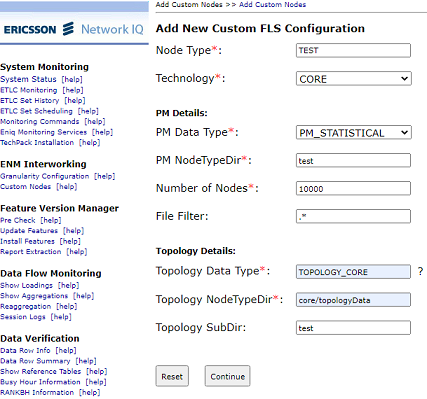 Add Custom Nodes >> Add Custom Nodes
ERICSSON Network IQ
System Monitoring
System Status [help]
ETLC Monitoring [help]
ETLC Set History [help]
ETLC Set Scheduling [help]
Monitoring Commands [help]
Eniq Monitoring Services [help]
TechPack Installation [help]
ENM Interworking
Granularity Configuration [help]
Custom Nodes [help]
Feature Version Manager
Pre Check [help]
Update Features [help]
Install Features [help]
Report Extraction [help]
Data Flow Monitoring
Show Loadings [help]
Show Aggregations [help]
Reaggregation [help]
Session Logs [help]
Data Verification
Data Row Info [help]
Data Row Summary [help]
Show Reference Tables [help]
Busy Hour Information [help]
RANKBH Information [help]
Add New Custom FLS Configuration
Node Type*: TEST
Technology*: CORE
PM Details:
PM Data Type*: PM_STATISTICAL
PM NodeTypeDir*: test
Number of Nodes*: 10000
File Filter: .*
Topology Details:
Topology Data Type*: TOPOLOGY_CORE ?
Topology NodeTypeDir*: core/topologyData
Topology SubDir: test
Reset Continue